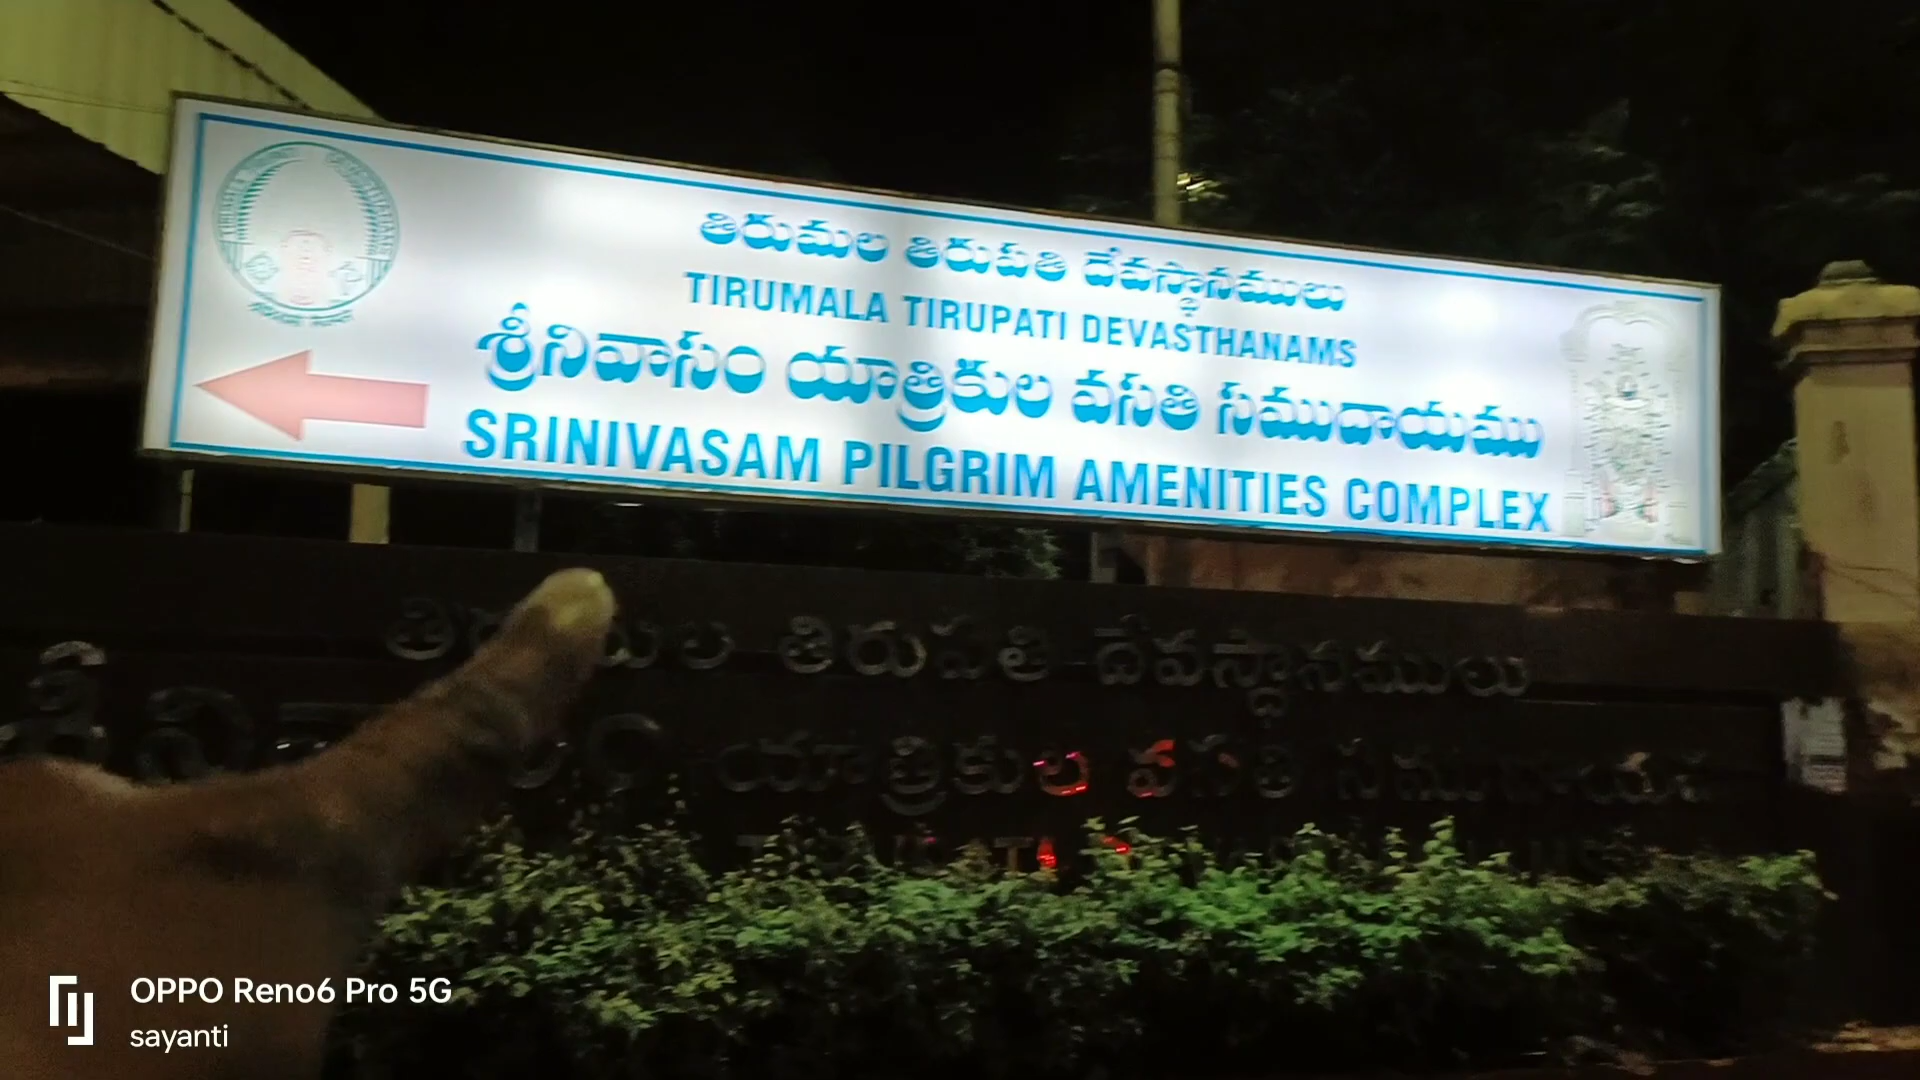 తిరుమల తిరుపతి దేవస్థానములు
TIRUMALA TIRUPATI DEVASTHANAMS
శ్రీనివాసం యాత్రికుల వసతి సముదాయము
SRINIVASAM PILGRIM AMENITIES COMPLEX
తిరుపతి దేవస్థానములు
యాత్రికుల వసతి
OPPO Reno6 Pro 5G
sayanti